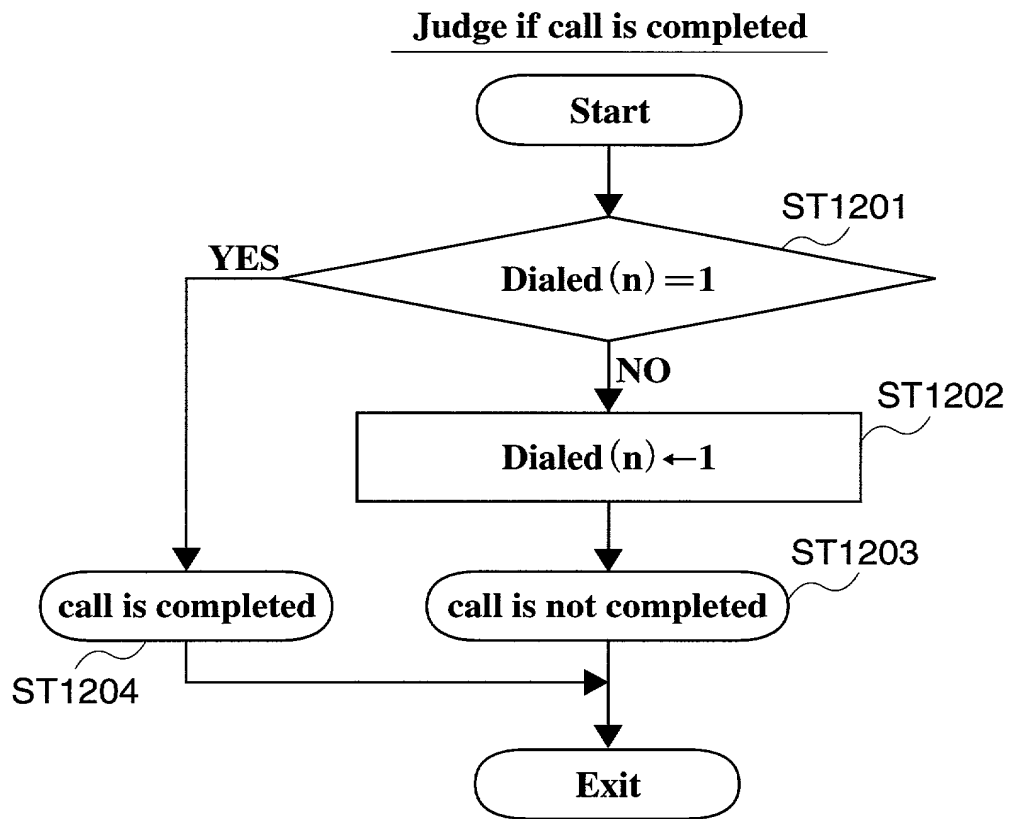 Judge if call is completed
Start
ST1201
YES
Dialed (n) = 1
NO
ST1202
Dialed (n) ← 1
ST1203
call is completed
call is not completed
ST1204
Exit